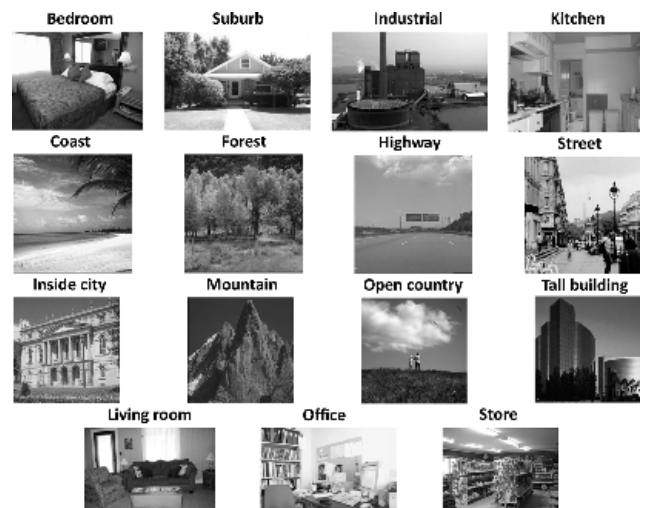 Bedroom Suburb Industrial Kitchen
Coast Forest Highway Street
Inside city Mountain Open country Tall building
Living room Office Store